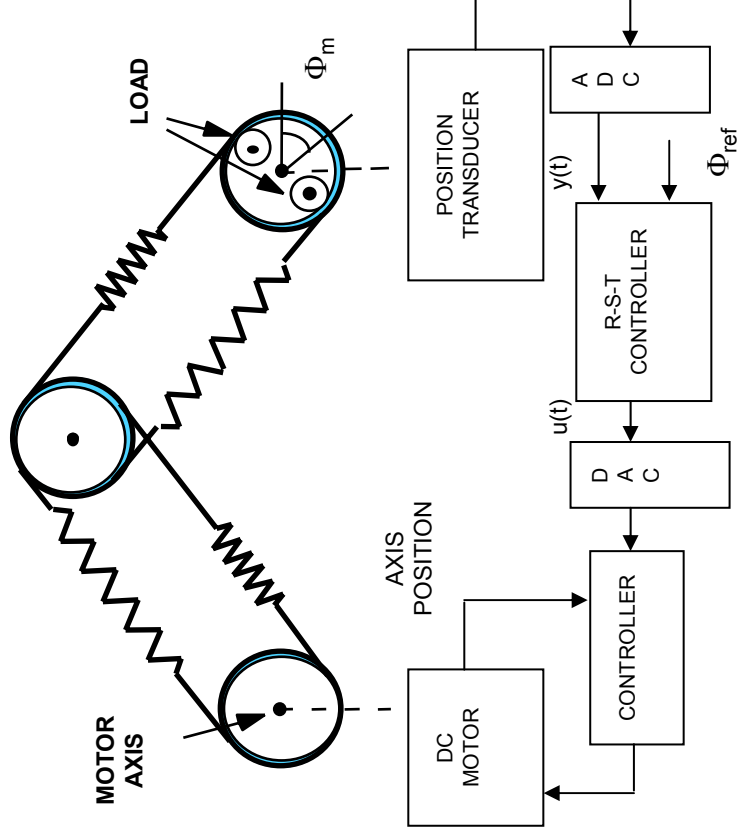 LOAD
Φm
MOTOR
AXIS
AXIS
POSITION
POSITION
TRANSDUCER
DC
MOTOR
y(t)
A
D
C
u(t)
D
A
C
R-S-T
CONTROLLER
CONTROLLER
Φref